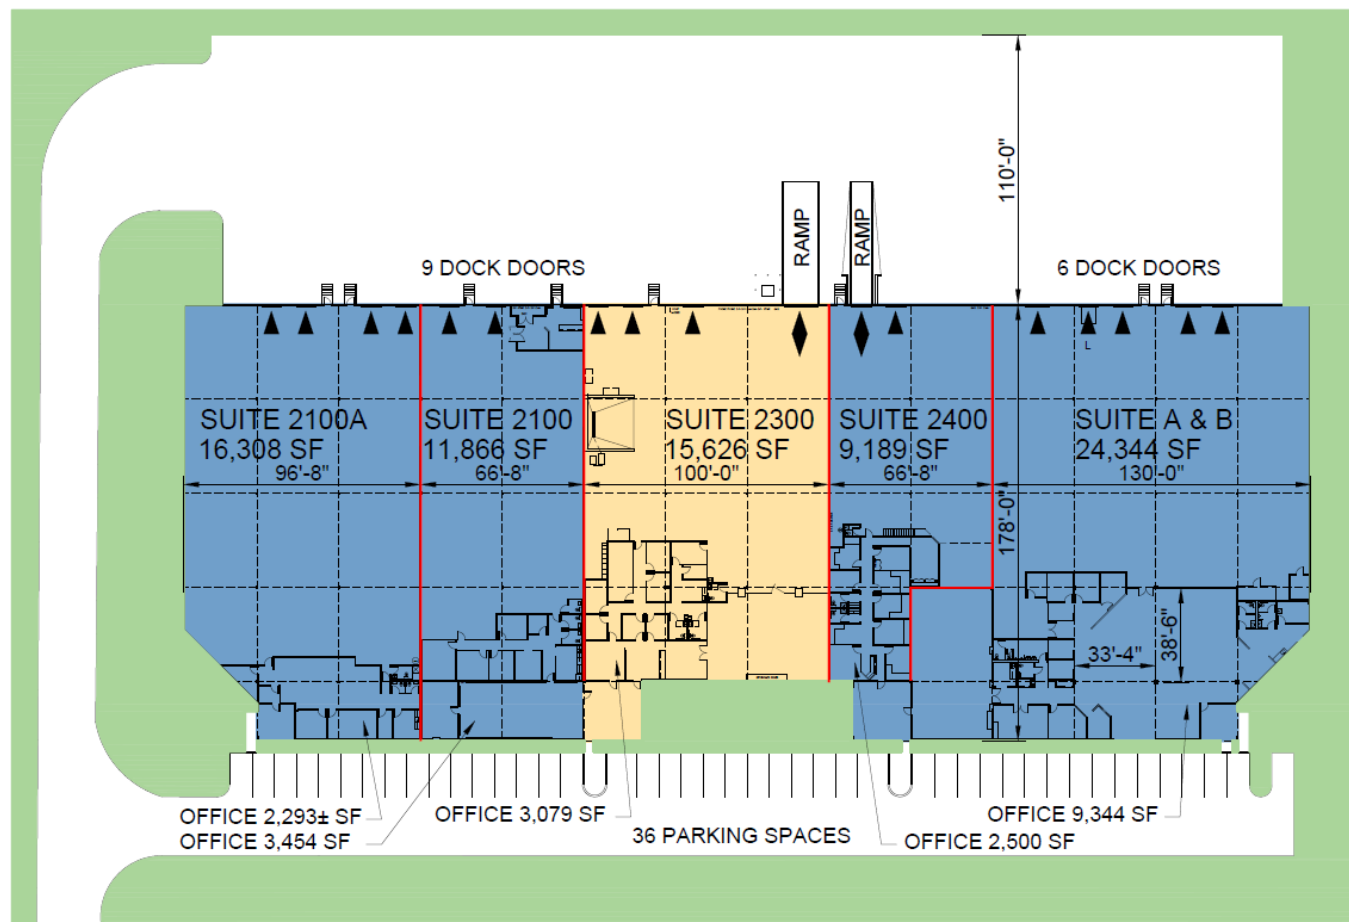 110'-0"
RAMP
RAMP
9 DOCK DOORS
6 DOCK DOORS
L
SUITE 2100A
16,308 SF
96'-8"
SUITE 2100
11,866 SF
66'-8"
SUITE 2300
15,626 SF
100'-0"
SUITE 2400
9,189 SF
66'-8"
SUITE A & B
24,344 SF
130'-0"
178'-0"
33'-4"
38'-6"
OFFICE 2,293± SF
OFFICE 3,454 SF
OFFICE 3,079 SF
36 PARKING SPACES
OFFICE 2,500 SF
OFFICE 9,344 SF